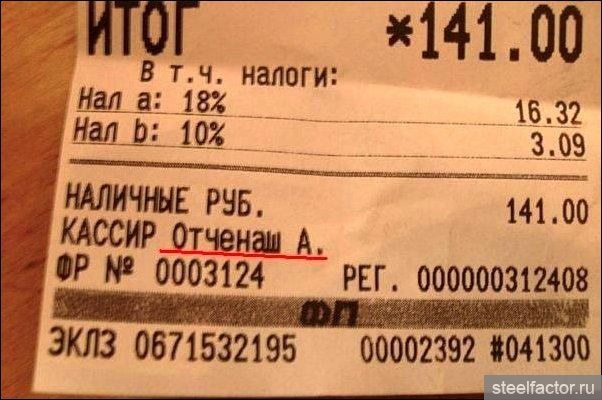 ИТОГ *141.00
В т.ч. налоги:
Нал a: 18% 16.32
Нал b: 10% 3.09
НАЛИЧНЫЕ РУБ. 141.00
КАССИР Отченаш А.
ФР № 0003124 РЕГ. 000000312408
ФП
ЭКЛЗ 0671532195 00002392 #041300
steelfactor.ru